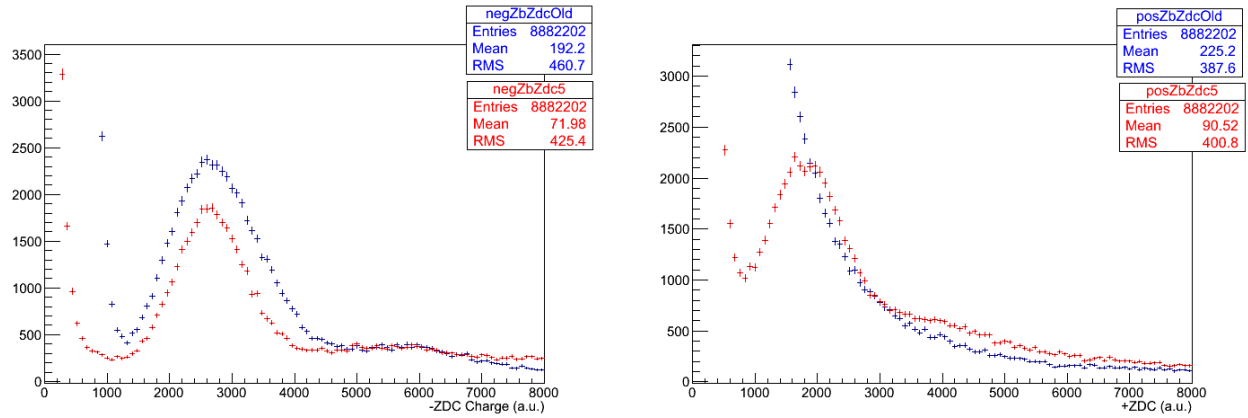 negZbZdcOld
Entries 8882202
Mean 192.2
RMS 460.7
negZbZdc5
Entries 8882202
Mean 71.98
RMS 425.4
3500
3000
2500
2000
1500
1000
500
0
0 1000 2000 3000 4000 5000 6000 7000 8000
-ZDC Charge (a.u.)
posZbZdcOld
Entries 8882202
Mean 225.2
RMS 387.6
posZbZdc5
Entries 8882202
Mean 90.52
RMS 400.8
3000
2500
2000
1500
1000
500
0
0 1000 2000 3000 4000 5000 6000 7000 8000
+ZDC (a.u.)